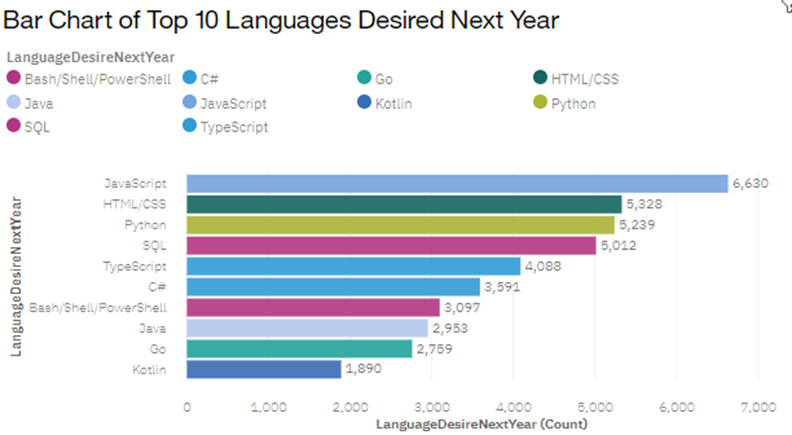 Bar Chart of Top 10 Languages Desired Next Year
LanguageDesireNextYear
Bash/Shell/PowerShell C# Go HTML/CSS
Java JavaScript Kotlin Python
SQL TypeScript
LanguageDesireNextYear
JavaScript 6,630
HTML/CSS 5,328
Python 5,239
SQL 5,012
TypeScript 4,088
C# 3,591
Bash/Shell/PowerShell 3,097
Java 2,953
Go 2,759
Kotlin 1,890
0 1,000 2,000 3,000 4,000 5,000 6,000 7,000
LanguageDesireNextYear (Count)